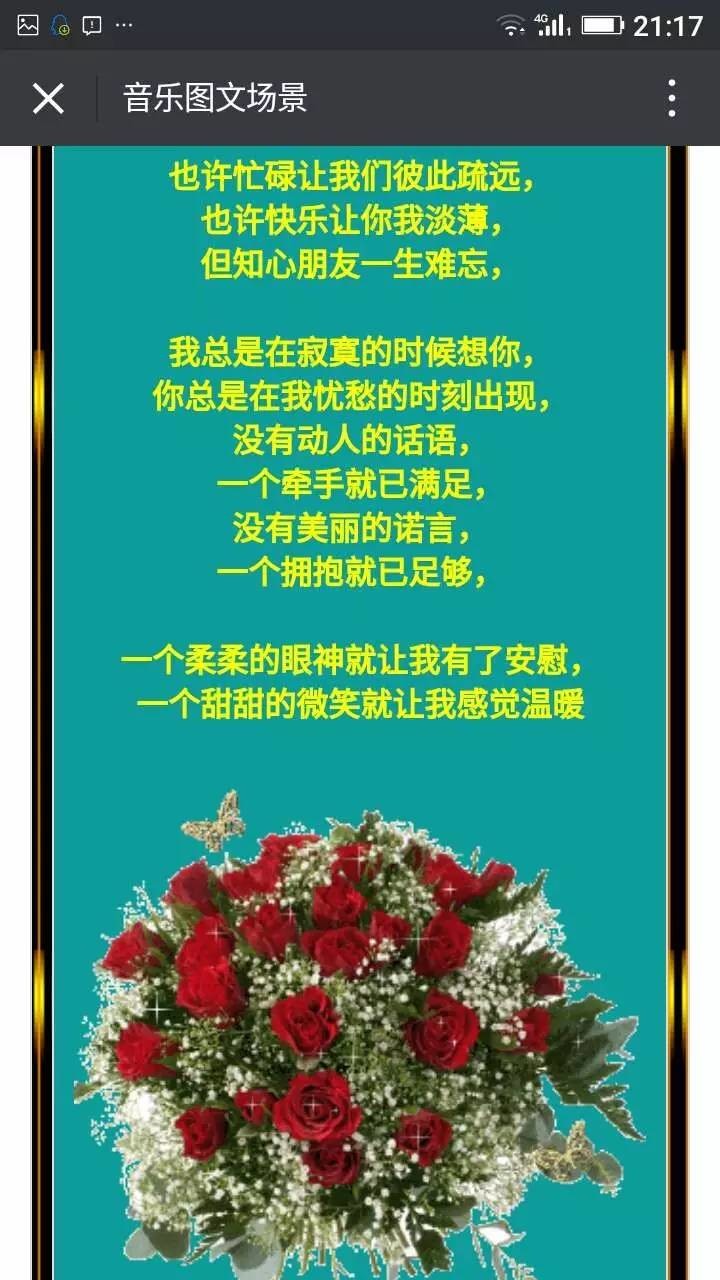 4G
1
21:17
音乐图文场景
也许忙碌让我们彼此疏远，
也许快乐让你我淡薄，
但知心朋友一生难忘，
我总是在寂寞的时候想你，
你总是在我忧愁的时刻出现，
没有动人的话语，
一个牵手就已满足，
没有美丽的诺言，
一个拥抱就已足够，
一个柔柔的眼神就让我有了安慰，
一个甜甜的微笑就让我感觉温暖